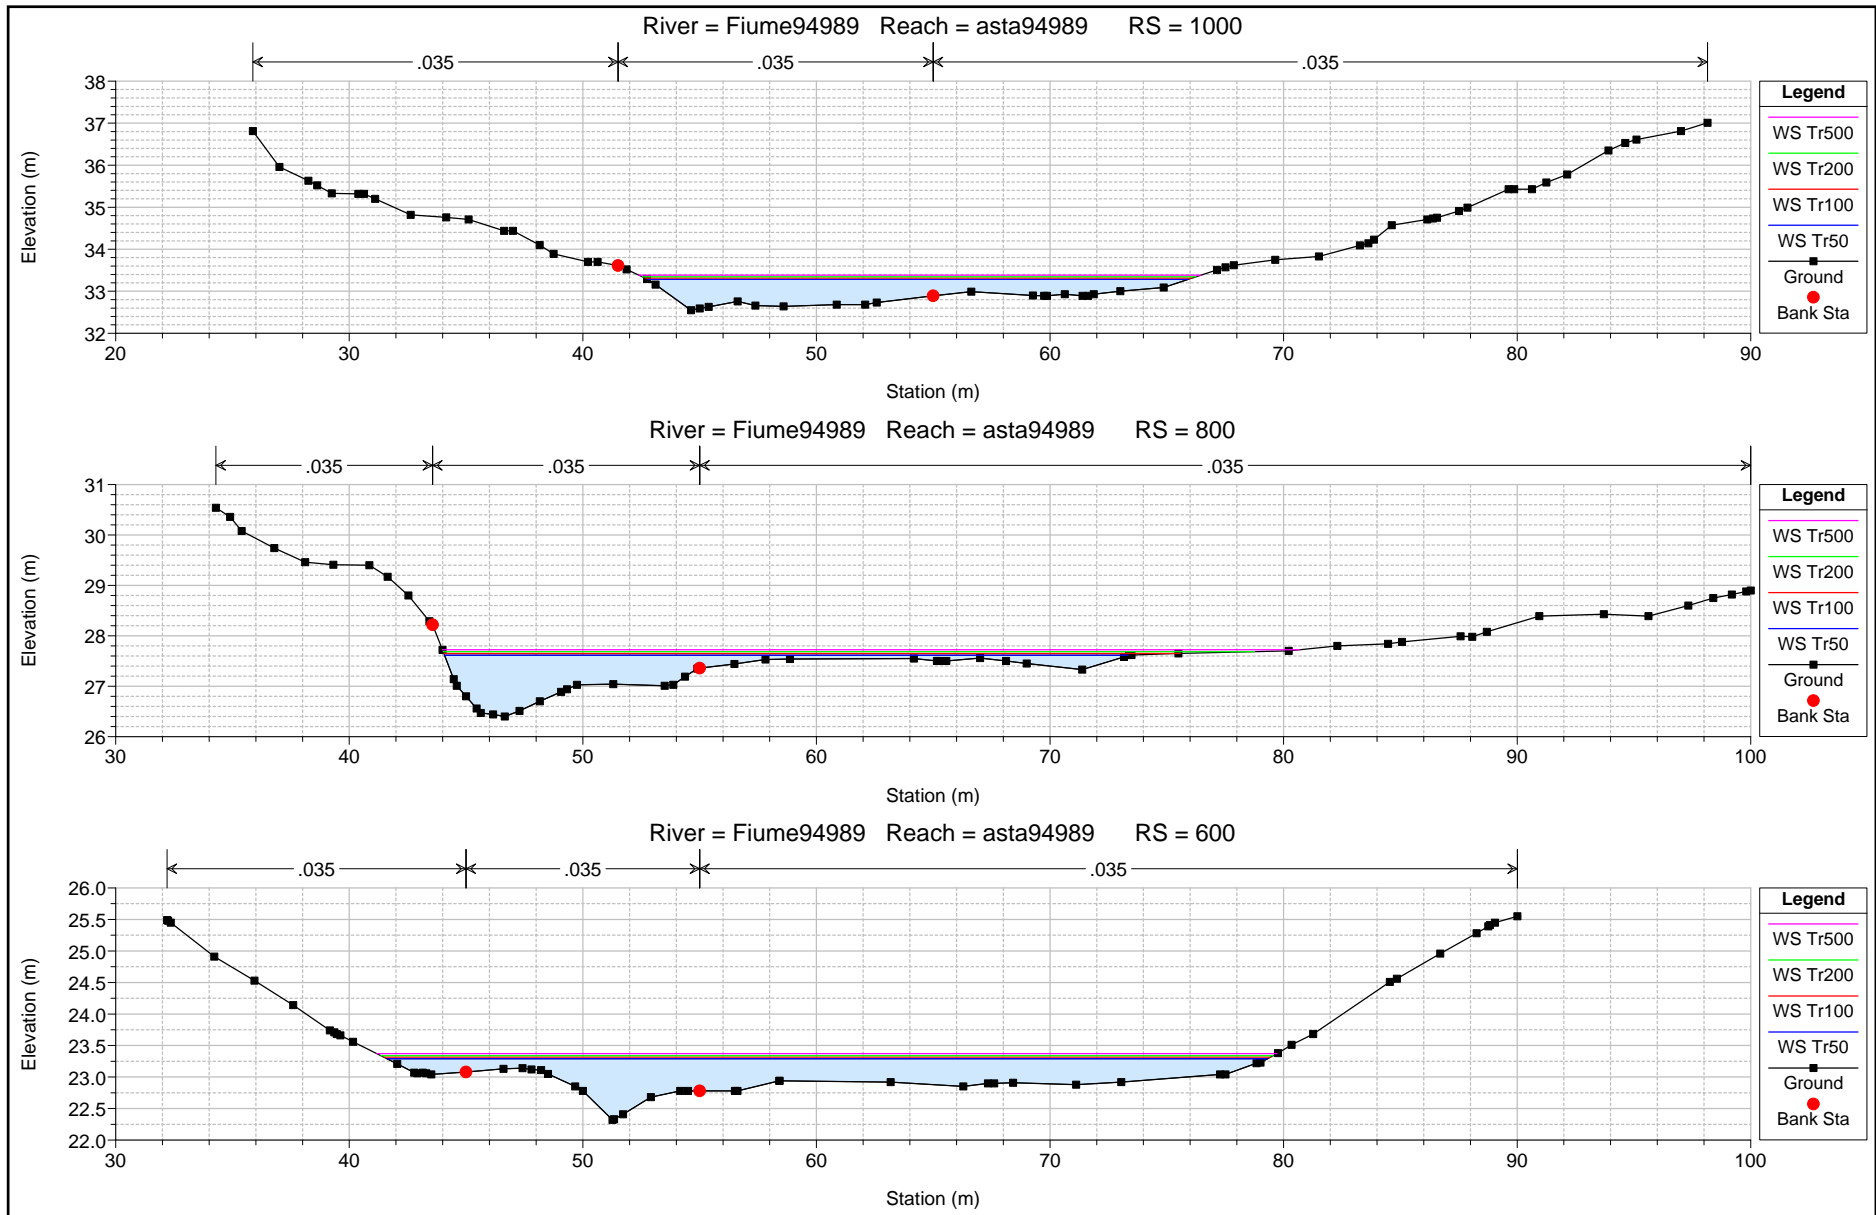 River = Fiume94989 Reach = asta94989 RS = 1000
.035 .035 .035
38
37
36
35
34
33
32
Elevation (m)
20 30 40 50 60 70 80 90
Station (m)
Legend
WS Tr500
WS Tr200
WS Tr100
WS Tr50
Ground
Bank Sta
River = Fiume94989 Reach = asta94989 RS = 800
.035 .035 .035
31
30
29
28
27
26
Elevation (m)
30 40 50 60 70 80 90 100
Station (m)
Legend
WS Tr500
WS Tr200
WS Tr100
WS Tr50
Ground
Bank Sta
River = Fiume94989 Reach = asta94989 RS = 600
.035 .035 .035
26.0
25.5
25.0
24.5
24.0
23.5
23.0
22.5
22.0
Elevation (m)
30 40 50 60 70 80 90 100
Station (m)
Legend
WS Tr500
WS Tr200
WS Tr100
WS Tr50
Ground
Bank Sta